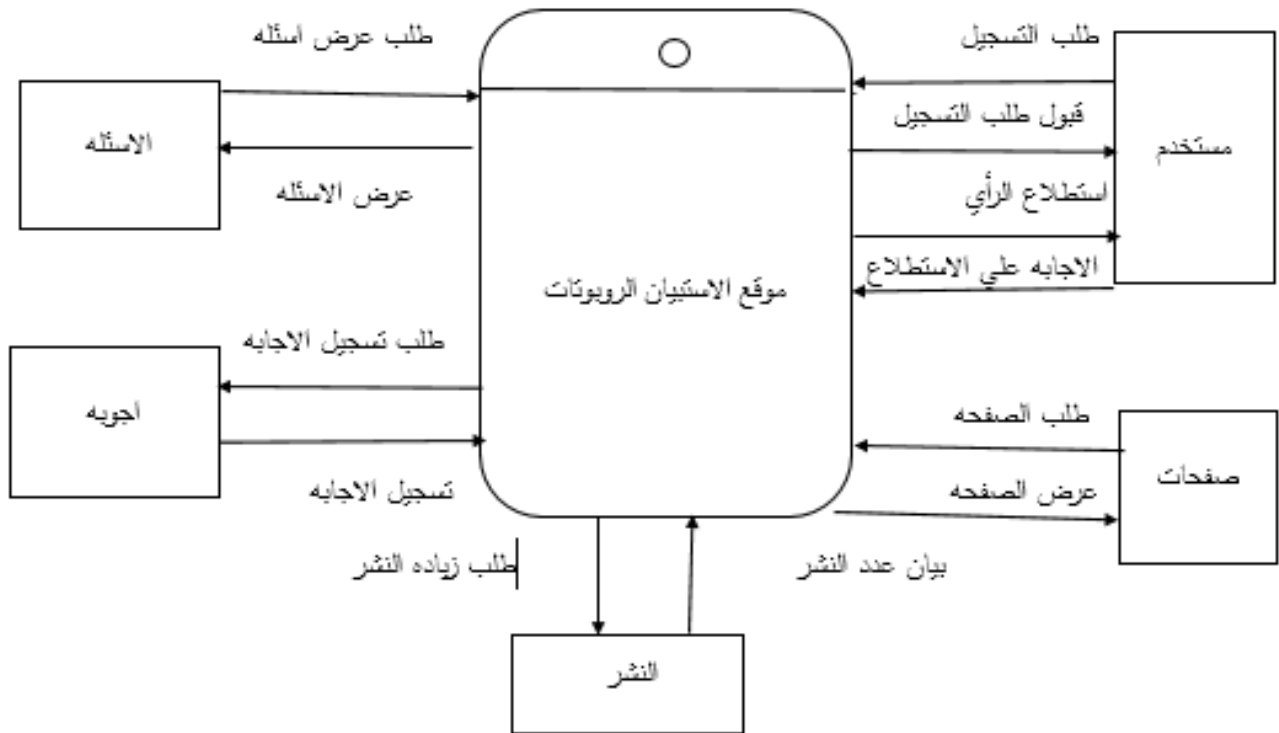 طلب التسجيل
طلب عرض اسئله
قبول طلب التسجيل
مستخدم
الاسئله
استطلاع الرأي
عرض الاسئله
الاجابه علي الاستطلاع
موقع الاستبيان الروبوتات
طلب تسجيل الاجابه
طلب الصفحه
اجوبه
صفحات
عرض الصفحه
تسجيل الاجابه
بيان عدد النشر
طلب زياده النشر
النشر